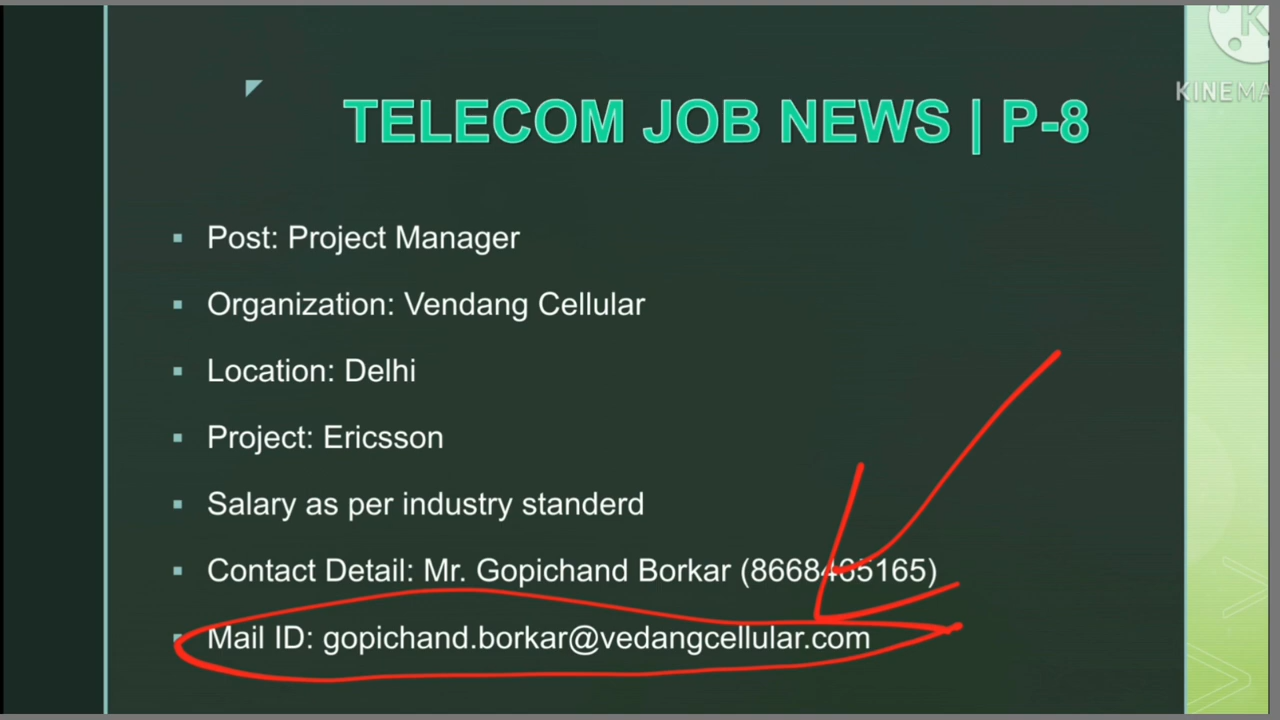 TELECOM JOB NEWS | P-8
KINEMA
Post: Project Manager
Organization: Vendang Cellular
Location: Delhi
Project: Ericsson
Salary as per industry standerd
Contact Detail: Mr. Gopichand Borkar (8668465165)
Mail ID: gopichand.borkar@vedangcellular.com